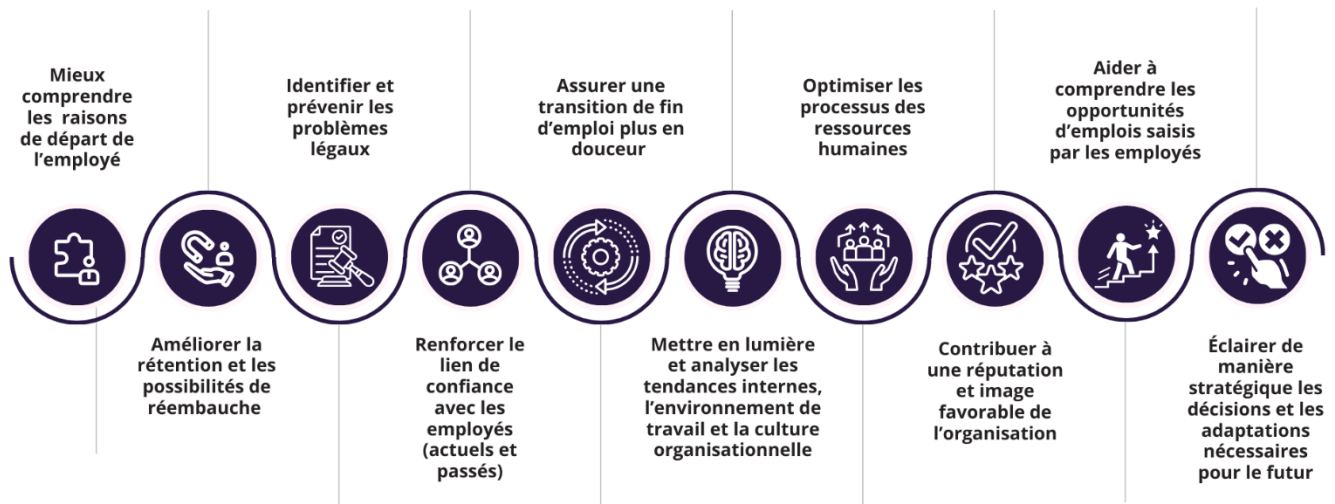 Mieux
comprendre
les raisons
de départ de
l'employé
Améliorer la
rétention et les
possibilités de
réembauche
Identifier et
prévenir les
problèmes
légaux
Renforcer le
lien de
confiance
avec les
employés
(actuels et
passés)
Assurer une
transition de fin
d'emploi plus en
douceur
Mettre en lumière
et analyser les
tendances internes,
l'environnement de
travail et la culture
organisationnelle
Optimiser les
processus des
ressources
humaines
Contribuer à
une réputation
et image
favorable de
l'organisation
Aider à
comprendre les
opportunités
d'emplois saisis
par les employés
Éclairer de
manière
stratégique les
décisions et les
adaptations
nécessaires
pour le futur